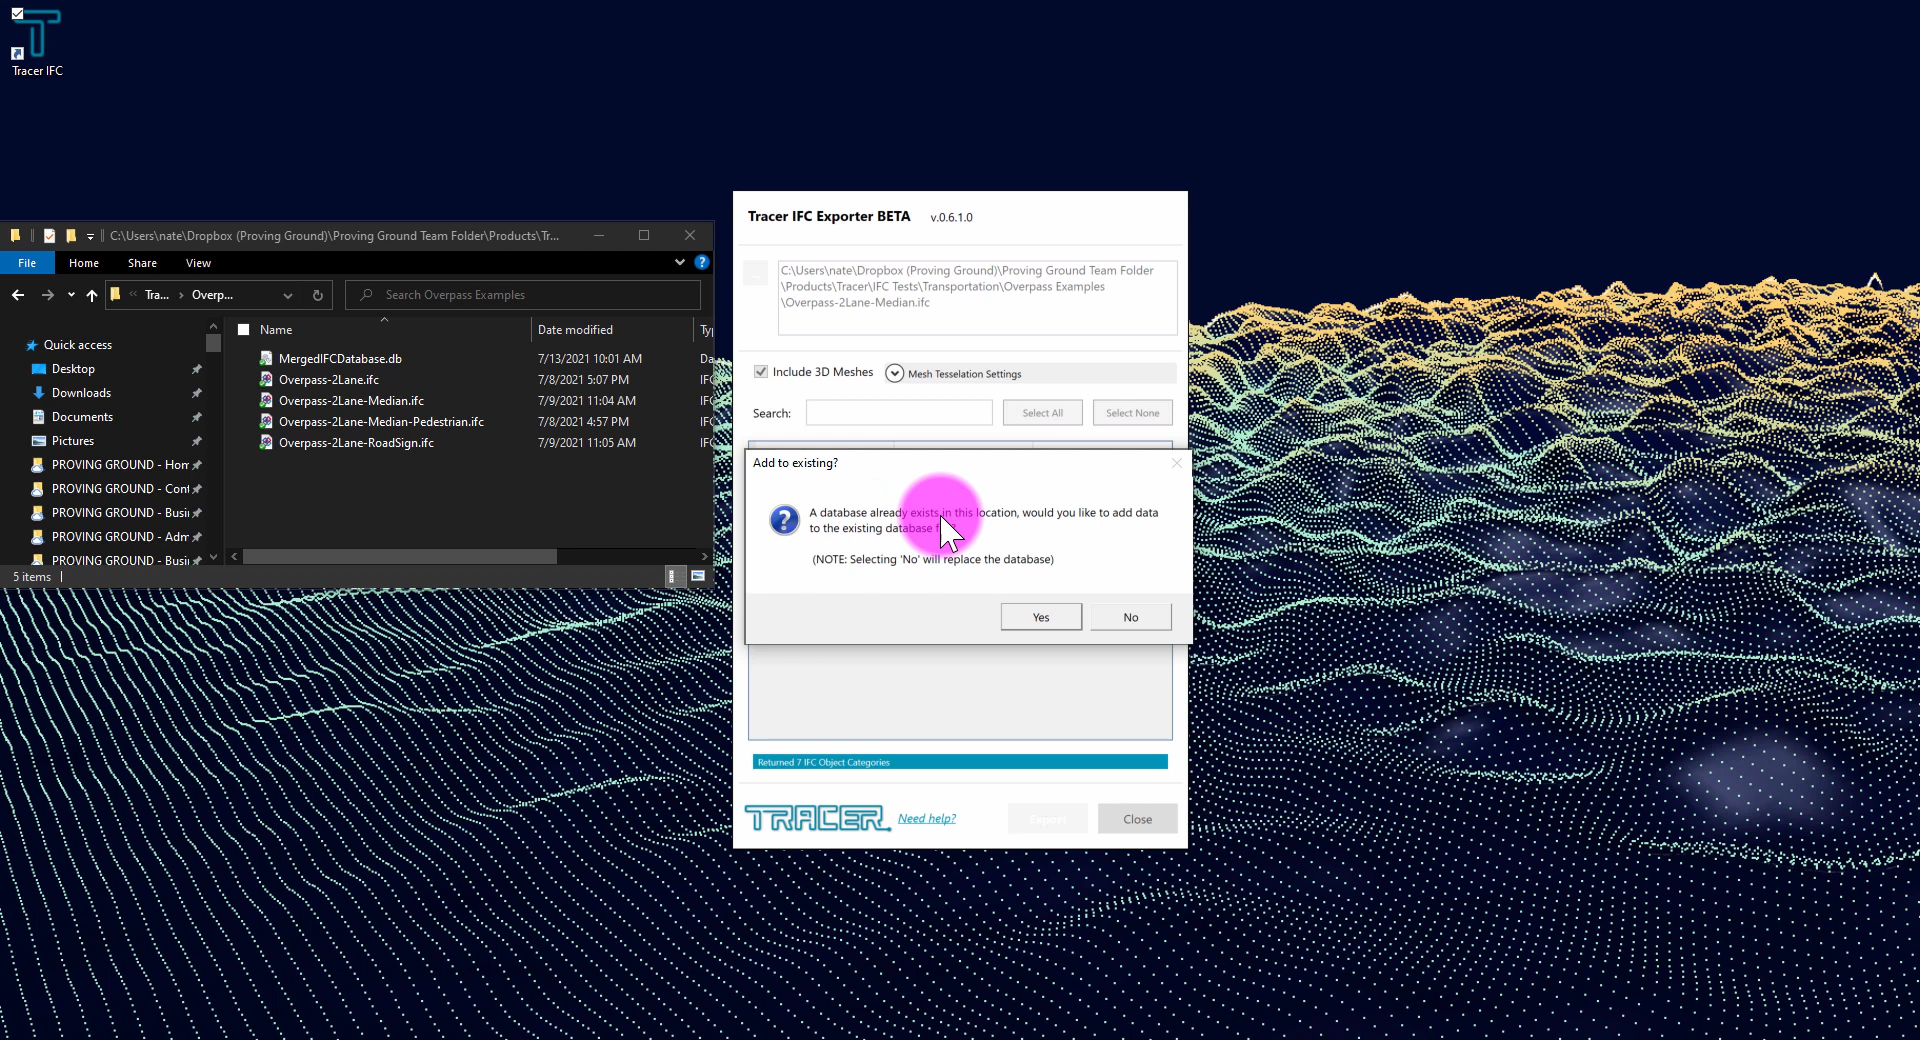 Tracer IFC
C:\Users\nate\Dropbox (Proving Ground)\Proving Ground Team Folder\Products\Tr...
File Home Share View
Tra... Overp...
Search Overpass Examples
Quick access
Desktop
Downloads
Documents
Pictures
PROVING GROUND - Hom
PROVING GROUND - Cont
PROVING GROUND - Busi
PROVING GROUND - Adm
PROVING GROUND - Busi
Name Date modified Ty
MergedIFCDatabase.db 7/13/2021 10:01 AM Da
Overpass-2Lane.ifc 7/8/2021 5:07 PM IFC
Overpass-2Lane-Median.ifc 7/9/2021 11:04 AM IFC
Overpass-2Lane-Median-Pedestrian.ifc 7/8/2021 4:57 PM IFC
Overpass-2Lane-RoadSign.ifc 7/9/2021 11:05 AM IFC
5 items
Tracer IFC Exporter BETA v.0.6.1.0
C:\Users\nate\Dropbox (Proving Ground)\Proving Ground Team Folder
\Products\Tracer\IFC Tests\Transportation\Overpass Examples
\Overpass-2Lane-Median.ifc
Include 3D Meshes Mesh Tesselation Settings
Search: Select All Select None
Add to existing?
A database already exists in this location, would you like to add data
to the existing database
(NOTE: Selecting 'No' will replace the database)
Yes No
Returned 7 IFC Object Categories
TRACER Need help? Export Close